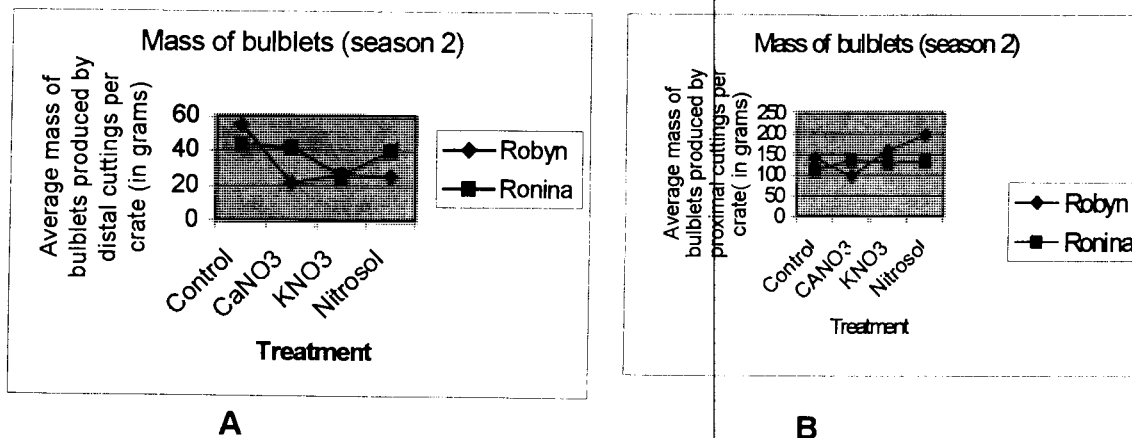 Mass of bulblets (season 2)
Average mass of
bulblets produced by
distal cuttings per
crate (in grams)
60
40
20
0
Control
CaNO3
KNO3
Nitrosol
Treatment
Robyn
Ronina
A
Mass of bulblets (season 2)
Average mass of
bulblets produced by
proximal cuttings per
crate( in grams)
250
200
150
100
50
0
Control
CANO3
KNO3
Nitrosol
Treatment
Robyn
Ronina
B